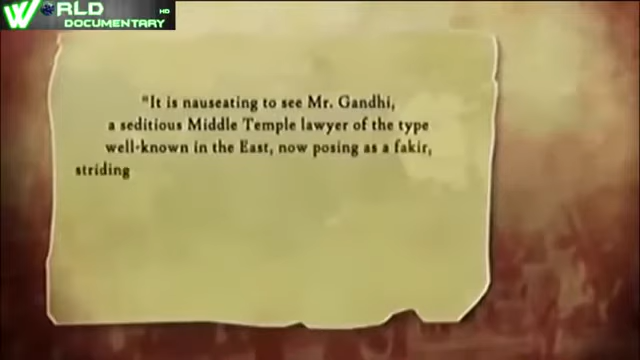 WORLD HD
DOCUMENTARY
"It is nauseating to see Mr. Gandhi,
a seditious Middle Temple lawyer of the type
well-known in the East, now posing as a fakir,
striding